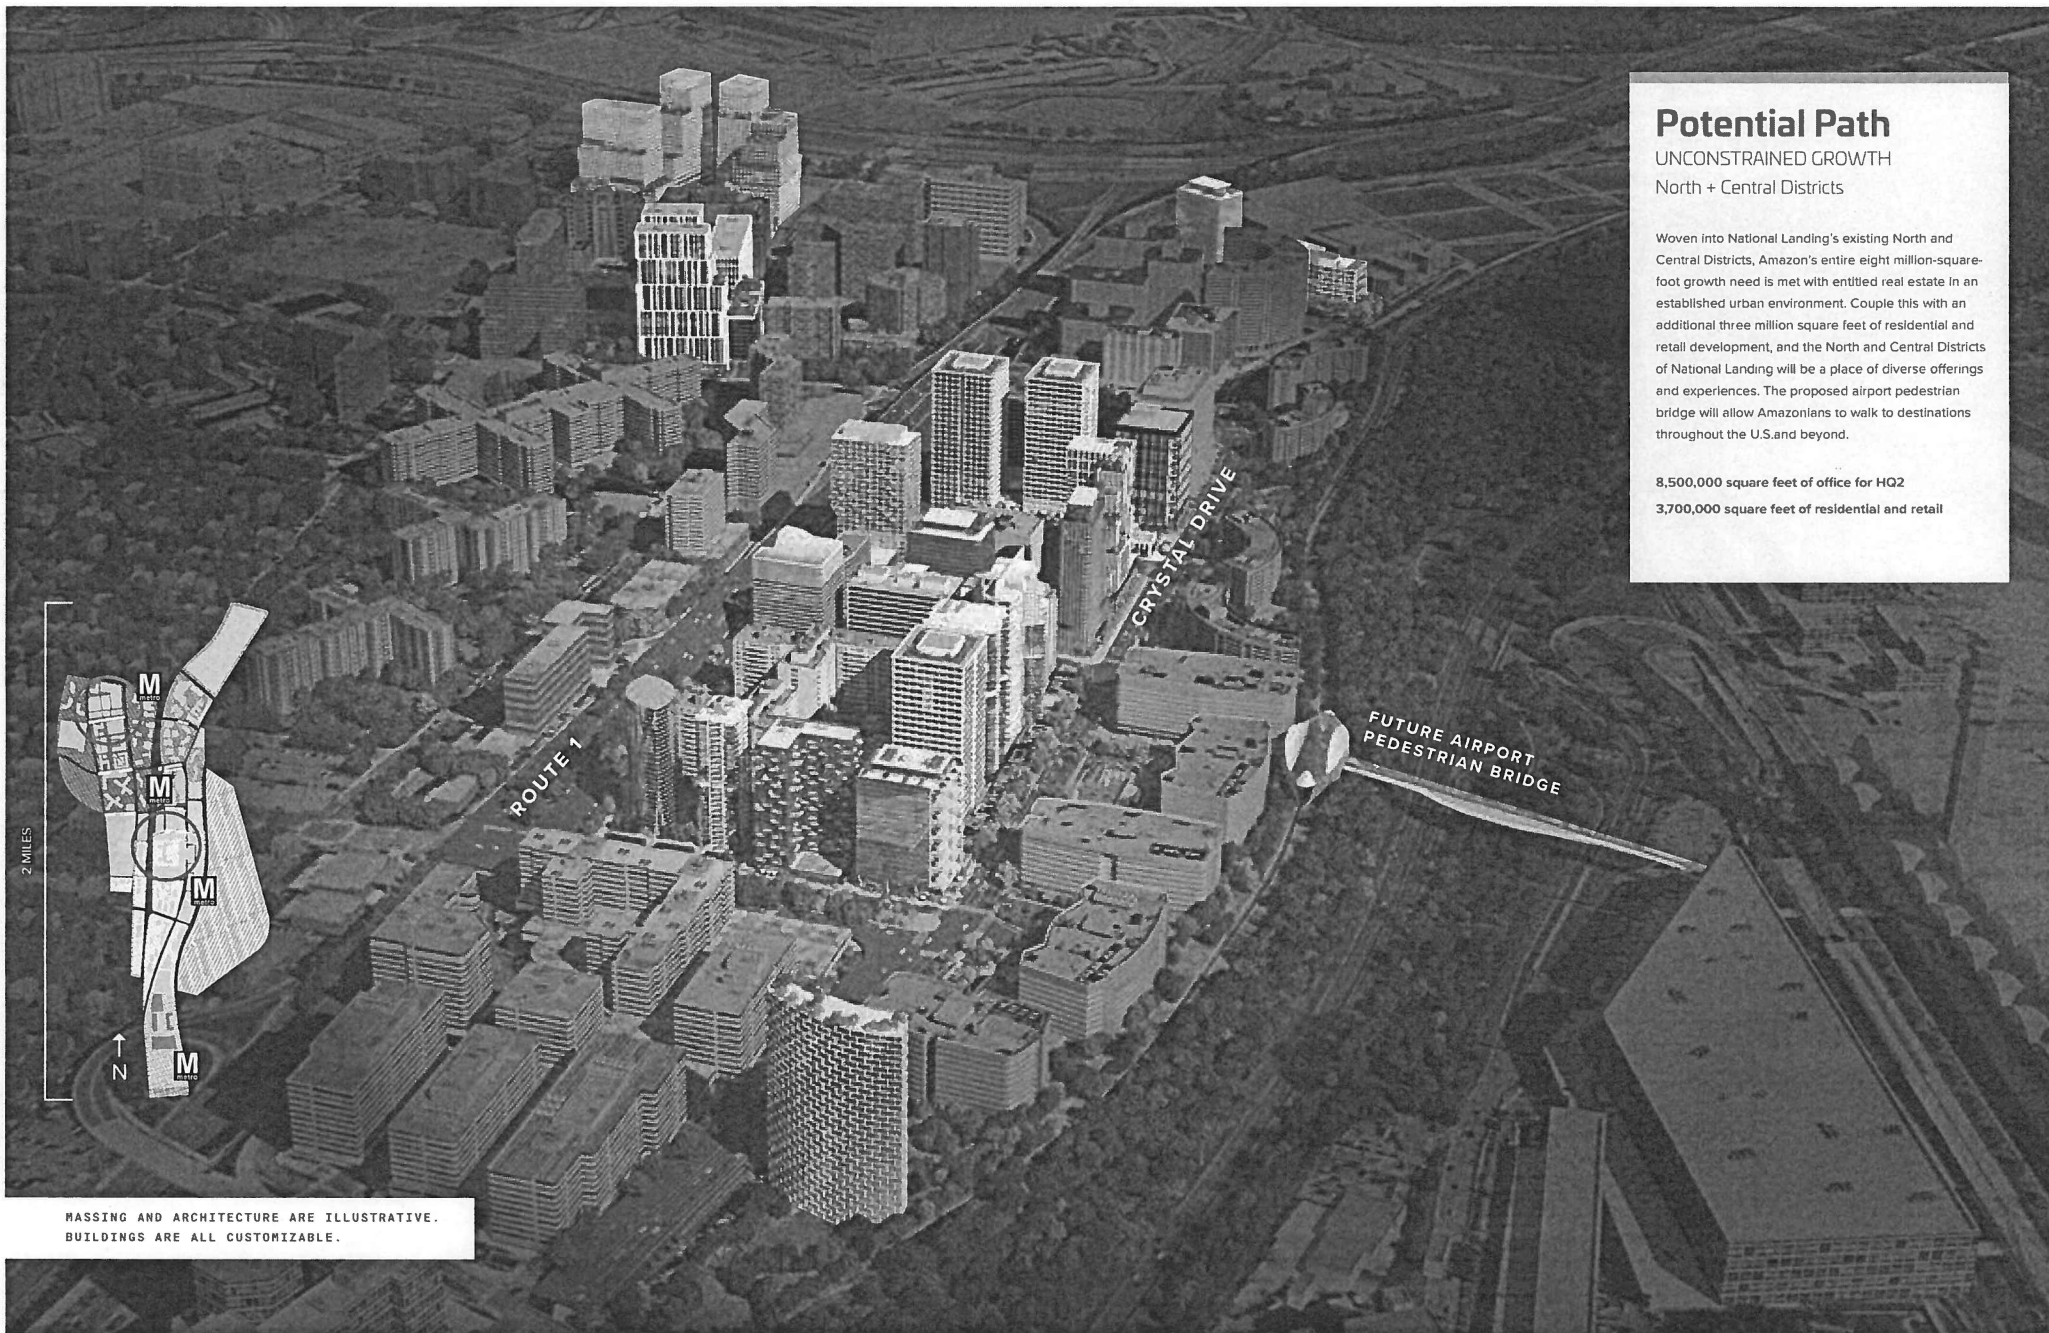 Potential Path
UNCONSTRAINED GROWTH
North + Central Districts
Woven into National Landing's existing North and
Central Districts, Amazon's entire eight million-square-
foot growth need is met with entitled real estate in an
established urban environment. Couple this with an
additional three million square feet of residential and
retail development, and the North and Central Districts
of National Landing will be a place of diverse offerings
and experiences. The proposed airport pedestrian
bridge will allow Amazonians to walk to destinations
throughout the U.S.and beyond.
8,500,000 square feet of office for HQ2
3,700,000 square feet of residential and retail
CRYSTAL DRIVE
ROUTE 1
FUTURE AIRPORT
PEDESTRIAN BRIDGE
2 MILES
M
metro
M
metro
M
metro
M
metro
N
MASSING AND ARCHITECTURE ARE ILLUSTRATIVE.
BUILDINGS ARE ALL CUSTOMIZABLE.